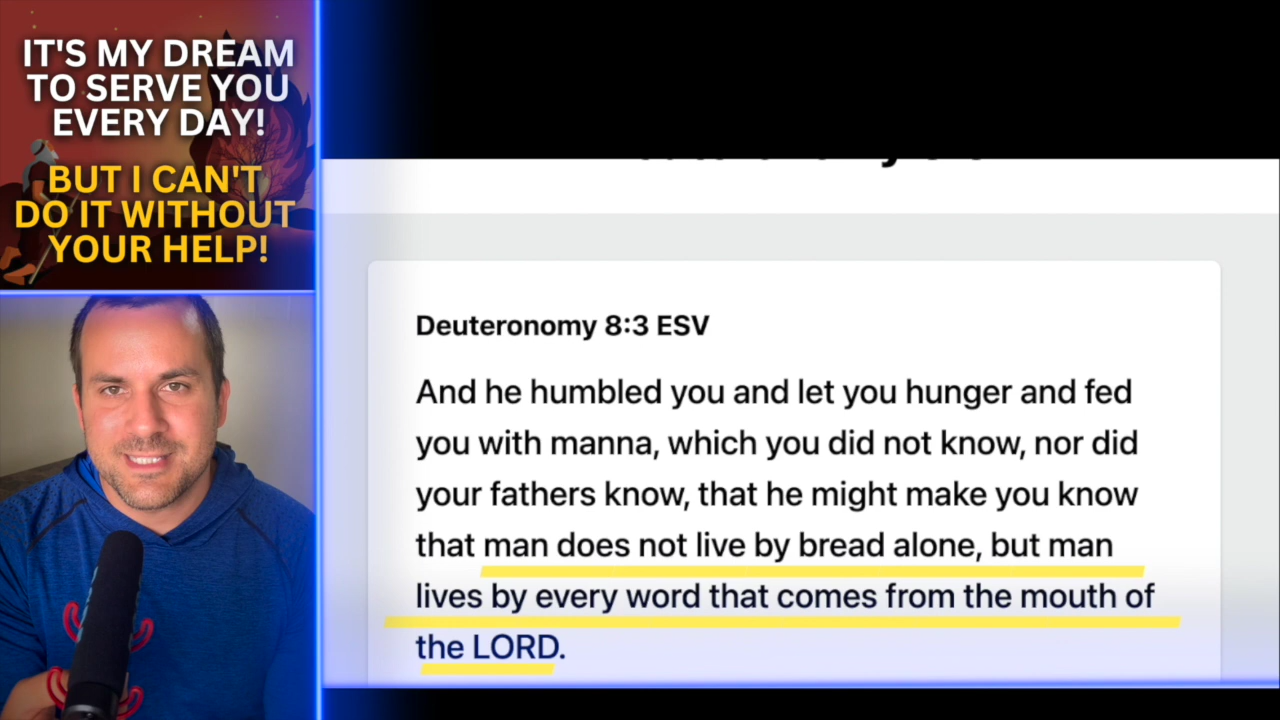 IT'S MY DREAM
TO SERVE YOU
EVERY DAY!
BUT I CAN'T
DO IT WITHOUT
YOUR HELP!
Deuteronomy 8:3 ESV
And he humbled you and let you hunger and fed
you with manna, which you did not know, nor did
your fathers know, that he might make you know
that man does not live by bread alone, but man
lives by every word that comes from the mouth of
the LORD.